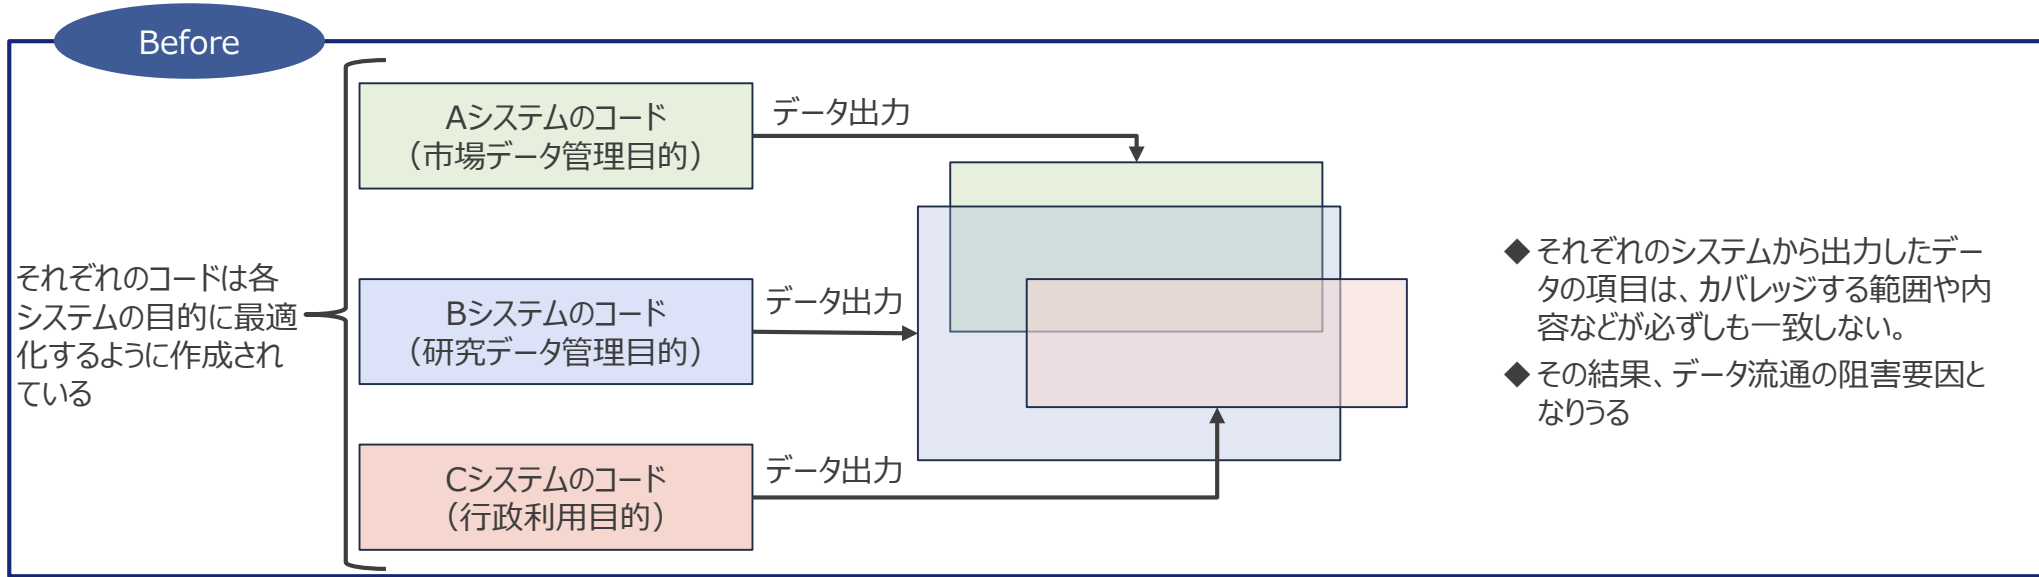 Before
それぞれのコードは各
システムの目的に最適
化するように作成され
ている
Aシステムのコード
（市場データ管理目的）
データ出力
Bシステムのコード
（研究データ管理目的）
データ出力
Cシステムのコード
（行政利用目的）
データ出力
◆ それぞれのシステムから出力したデー
タの項目は、カバレッジする範囲や内
容などが必ずしも一致しない。
◆ その結果、データ流通の阻害要因と
なりうる